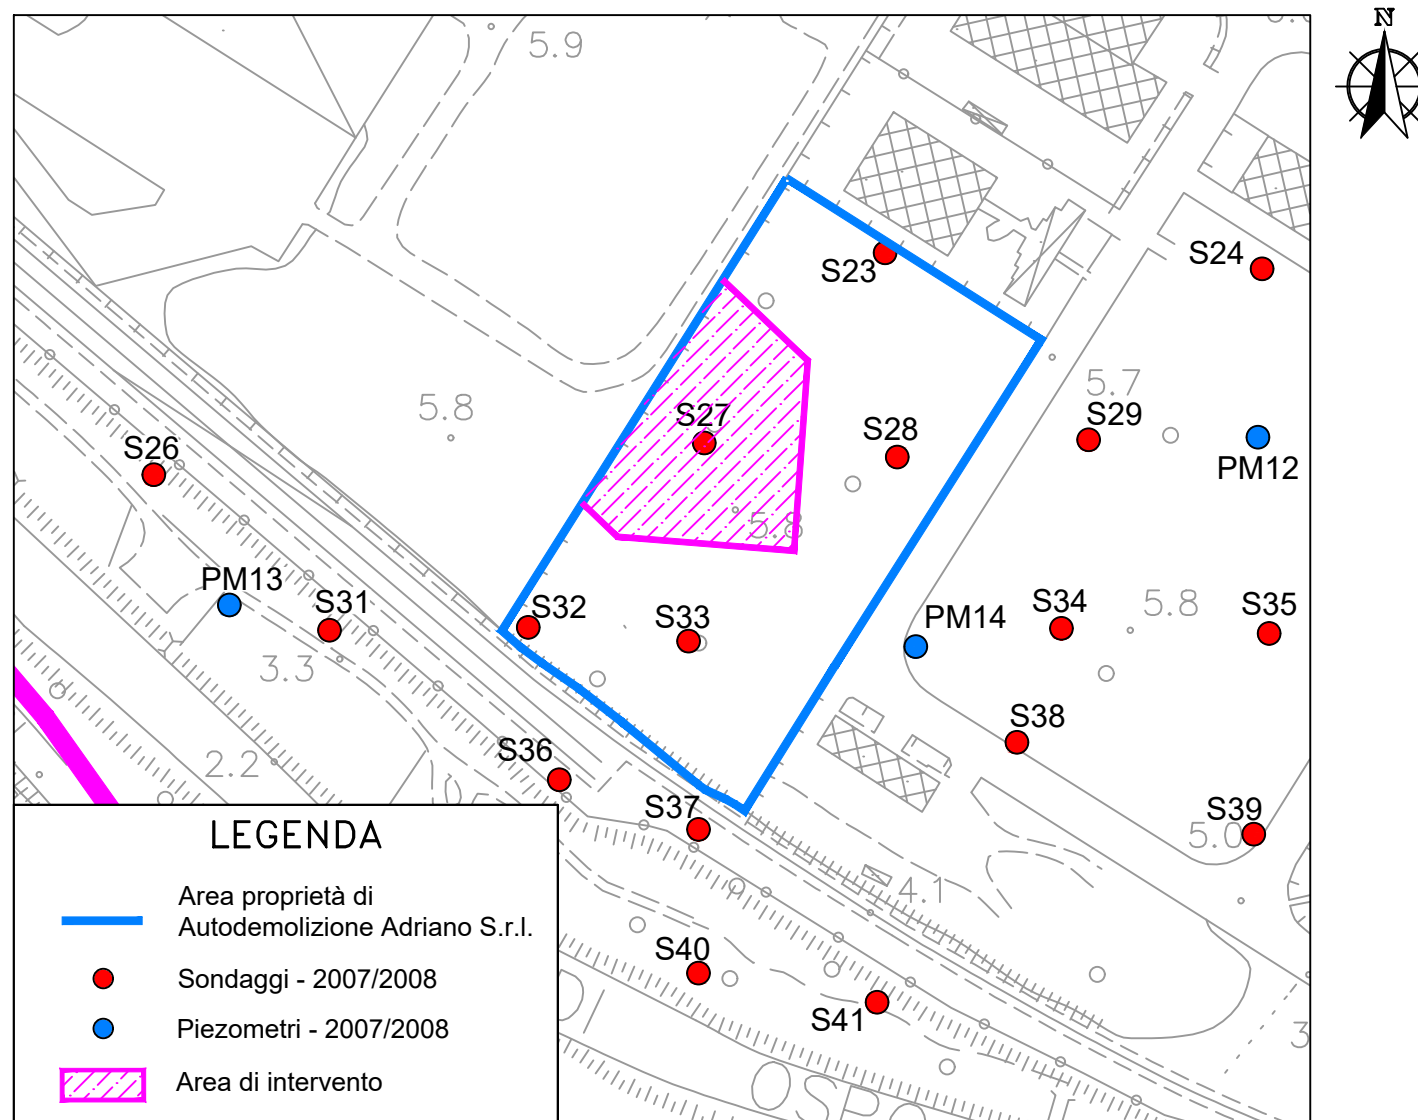 N
5.9
S23
S24
5.7
5.8
S27
S28
S29
S26
PM12
5.8
PM13
S31
S32
S33
PM14
S34
5.8
S35
3.3
S38
2.2
S36
S37
S39
5.0
4.1
S40
S41
OSPO
3
LEGENDA
Area proprietà di
Autodemolizione Adriano S.r.l.
Sondaggi - 2007/2008
Piezometri - 2007/2008
Area di intervento